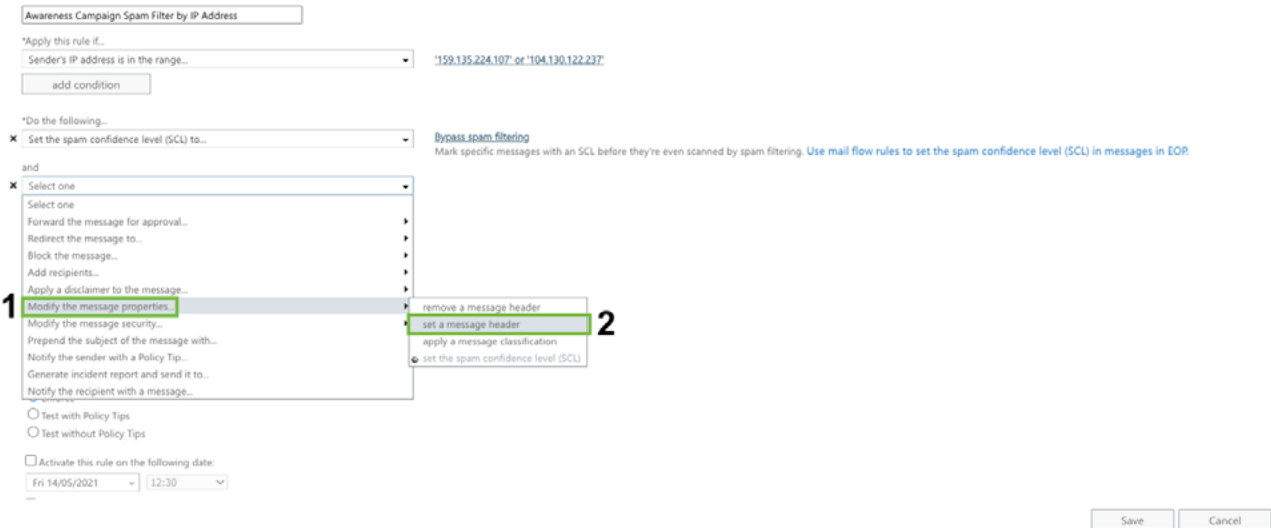 Awareness Campaign Spam Filter by IP Address
*Apply this rule if...
Sender's IP address is in the range...
'159.135.224.107' or '104.130.122.237'
add condition
*Do the following...
Set the spam confidence level (SCL) to...
Bypass spam filtering
Mark specific messages with an SCL before they're even scanned by spam filtering. Use mail flow rules to set the spam confidence level (SCL) in messages in EOP.
and
Select one
Select one
Forward the message for approval...
Redirect the message to...
Block the message...
Add recipients...
Apply a disclaimer to the message...
1 Modify the message properties...
remove a message header
Modify the message security...
set a message header 2
Prepend the subject of the message with...
apply a message classification
Notify the sender with a Policy Tip...
set the spam confidence level (SCL)
Generate incident report and send it to...
Notify the recipient with a message...
Enforce
Test with Policy Tips
Test without Policy Tips
Activate this rule on the following date:
Fri 14/05/2021 12:30
Save Cancel